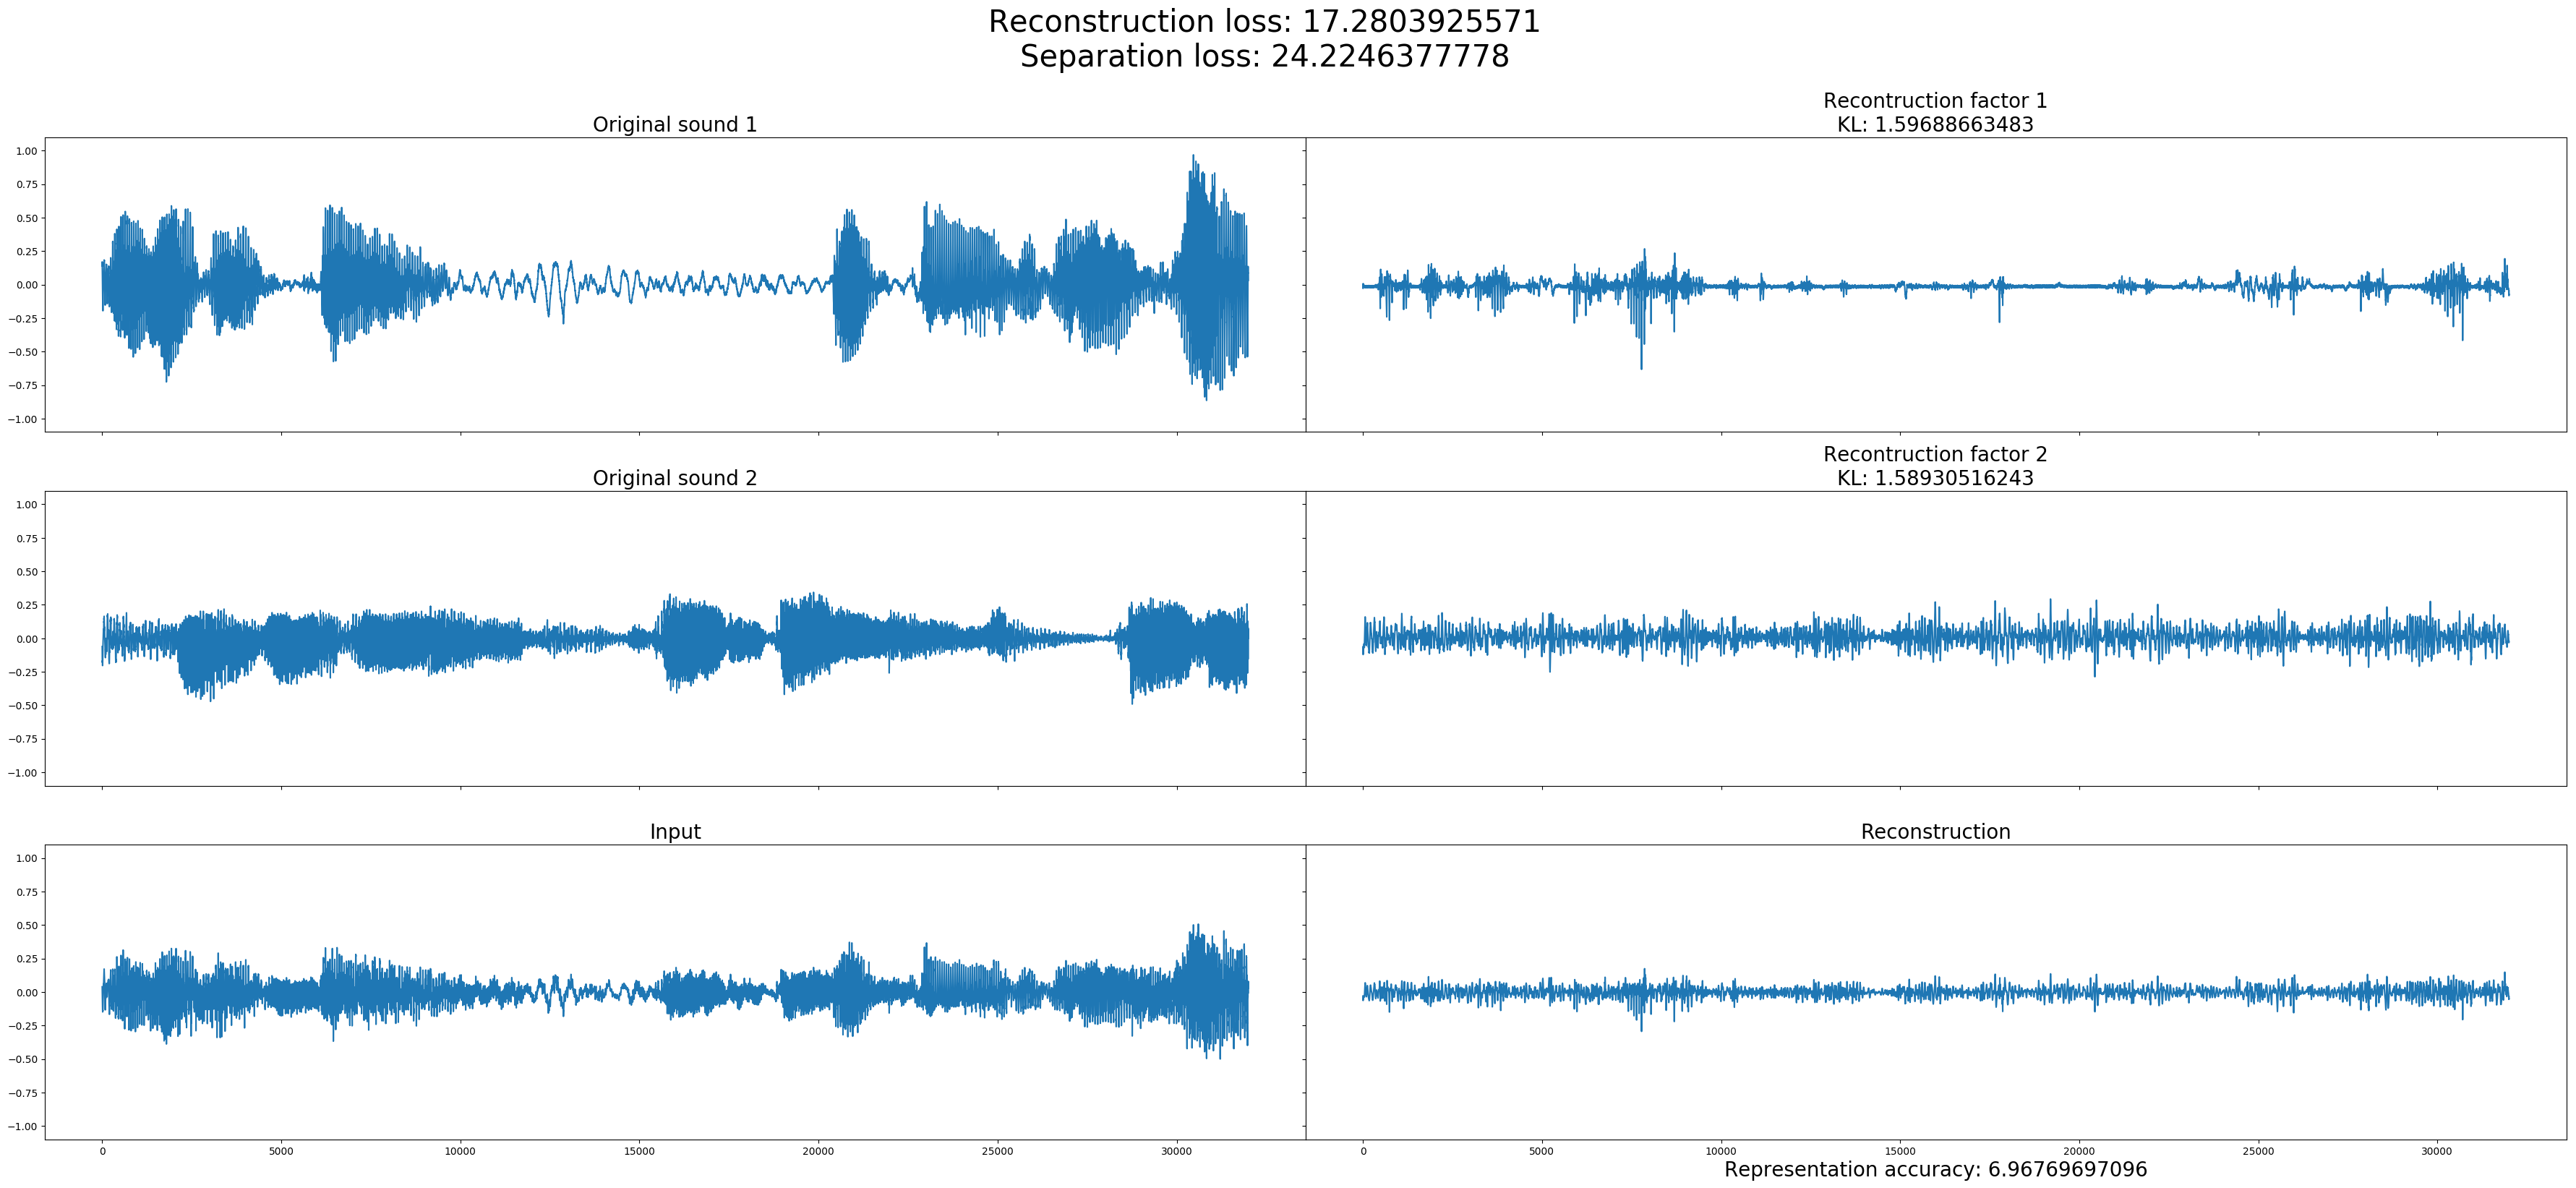 Reconstruction loss: 17.2803925571
Separation loss: 24.2246377778
Original sound 1
Recontruction factor 1
KL: 1.59688663483
1.00
0.75
0.50
0.25
0.00
−0.25
−0.50
−0.75
−1.00
Original sound 2
Recontruction factor 2
KL: 1.58930516243
1.00
0.75
0.50
0.25
0.00
−0.25
−0.50
−0.75
−1.00
Input
Reconstruction
1.00
0.75
0.50
0.25
0.00
−0.25
−0.50
−0.75
−1.00
0 5000 10000 15000 20000 25000 30000
0 5000 10000 15000 20000 25000 30000
Representation accuracy: 6.96769697096